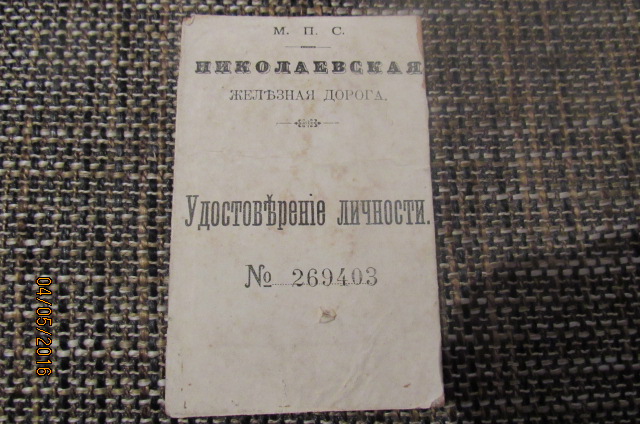 М. П. С.
НИКОЛАЕВСКАЯ
ЖЕЛѢЗНАЯ ДОРОГА.
Удостовѣреніе личности.
№ 269403
04/05/2016